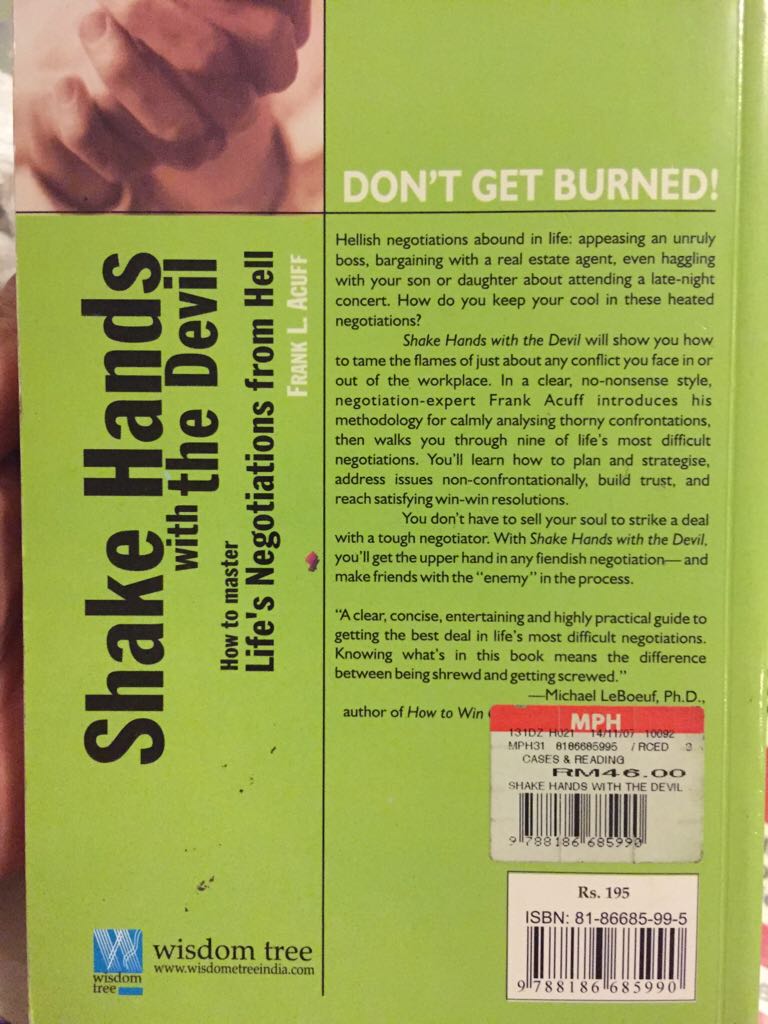 DON'T GET BURNED!
Hellish negotiations abound in life: appeasing an unruly
boss, bargaining with a real estate agent, even haggling
with your son or daughter about attending a late-night
concert. How do you keep your cool in these heated
negotiations?
Shake Hands with the Devil will show you how
to tame the flames of just about any conflict you face in or
out of the workplace. In a clear, no-nonsense style,
negotiation-expert Frank Acuff introduces his
methodology for calmly analysing thorny confrontations,
then walks you through nine of life's most difficult
negotiations. You'll learn how to plan and strategise,
address issues non-confrontationally, build trust, and
reach satisfying win-win resolutions.
You don't have to sell your soul to strike a deal
with a tough negotiator. With Shake Hands with the Devil,
you'll get the upper hand in any fiendish negotiation—and
make friends with the "enemy" in the process.
"A clear, concise, entertaining and highly practical guide to
getting the best deal in life's most difficult negotiations.
Knowing what's in this book means the difference
between being shrewd and getting screwed."
—Michael LeBoeuf, Ph.D.,
author of How to Win
MPH
131DZ H021 14/11/07 10092
MPH31 8186685995 /RCED
CASES & READING
RM46.00
SHAKE HANDS WITH THE DEVIL
9 788186 685990
Rs. 195
ISBN: 81-86685-99-5
9 788186 685990
Shake Hands
with the Devil
How to master
Life's Negotiations from Hell
FRANK L. ACUFF
wisdom
tree
wisdom tree
www.wisdometreeindia.com